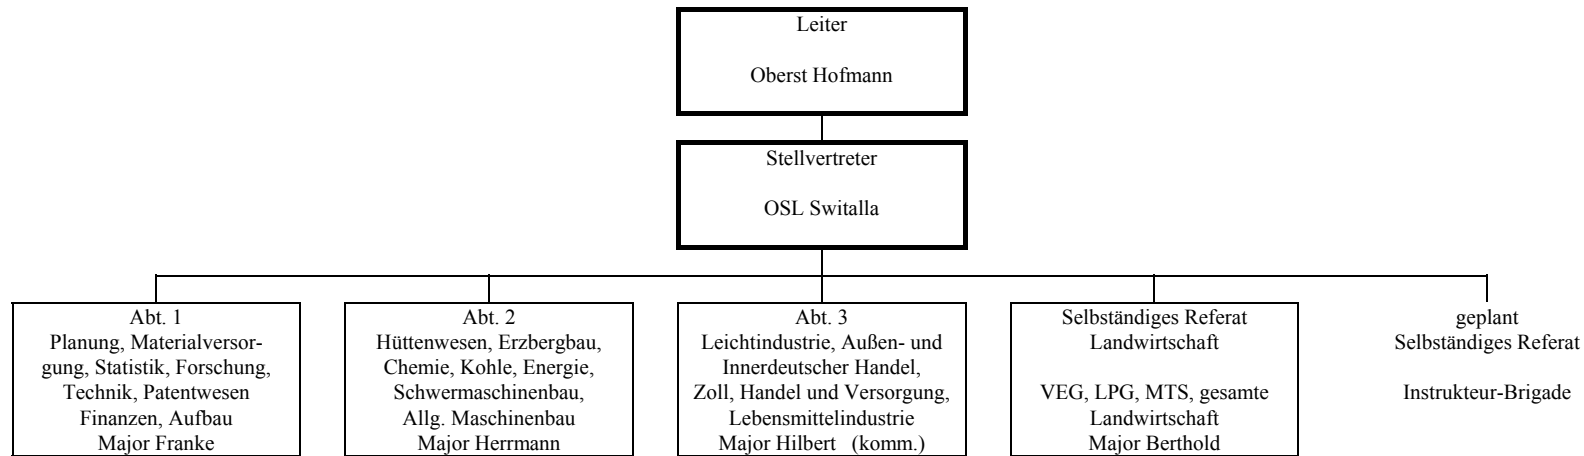 Leiter
Oberst Hofmann
Stellvertreter
OSL Switalla
Abt. 1
Planung, Materialversor-
gung, Statistik, Forschung,
Technik, Patentwesen
Finanzen, Aufbau
Major Franke
Abt. 2
Hüttenwesen, Erzbergbau,
Chemie, Kohle, Energie,
Schwermaschinenbau,
Allg. Maschinenbau
Major Herrmann
Abt. 3
Leichtindustrie, Außen- und
Innerdeutscher Handel,
Zoll, Handel und Versorgung,
Lebensmittelindustrie
Major Hilbert (komm.)
Selbständiges Referat
Landwirtschaft
VEG, LPG, MTS, gesamte
Landwirtschaft
Major Berthold
geplant
Selbständiges Referat
Instrukteur-Brigade